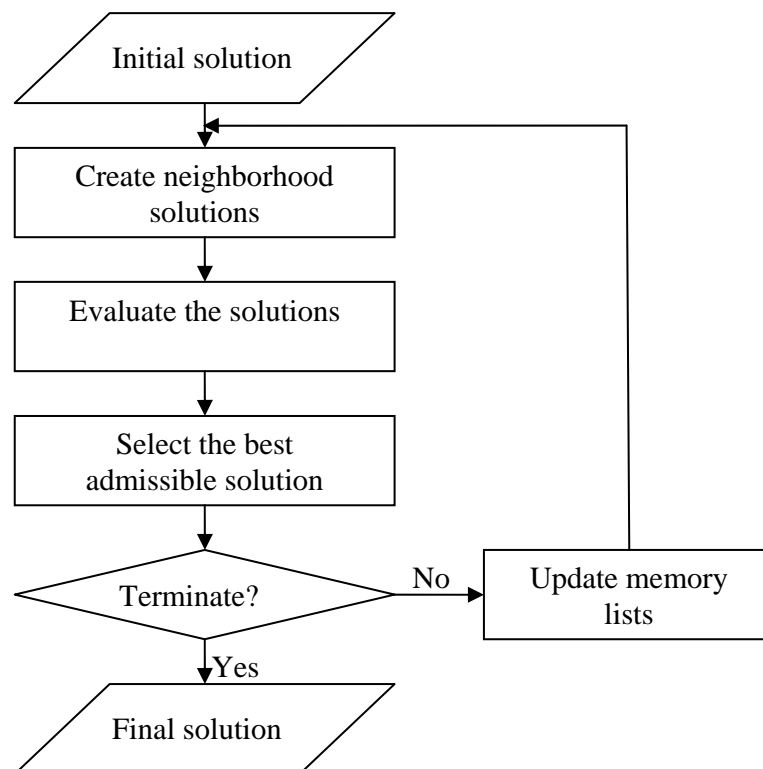 Initial solution
Create neighborhood
solutions
Evaluate the solutions
Select the best
admissible solution
Terminate?
No
Update memory
lists
Yes
Final solution